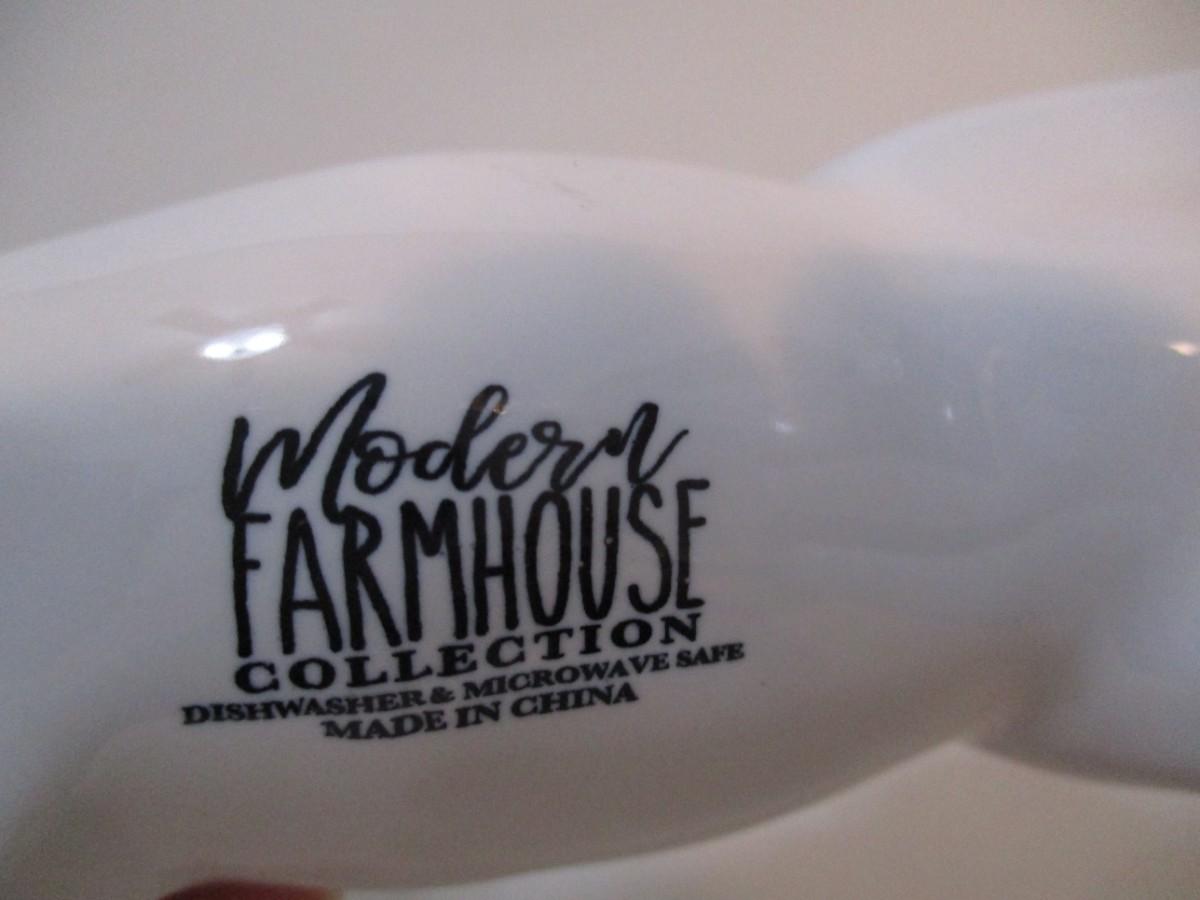 Modern
FARMHOUSE
COLLECTION
DISHWASHER & MICROWAVE SAFE
MADE IN CHINA